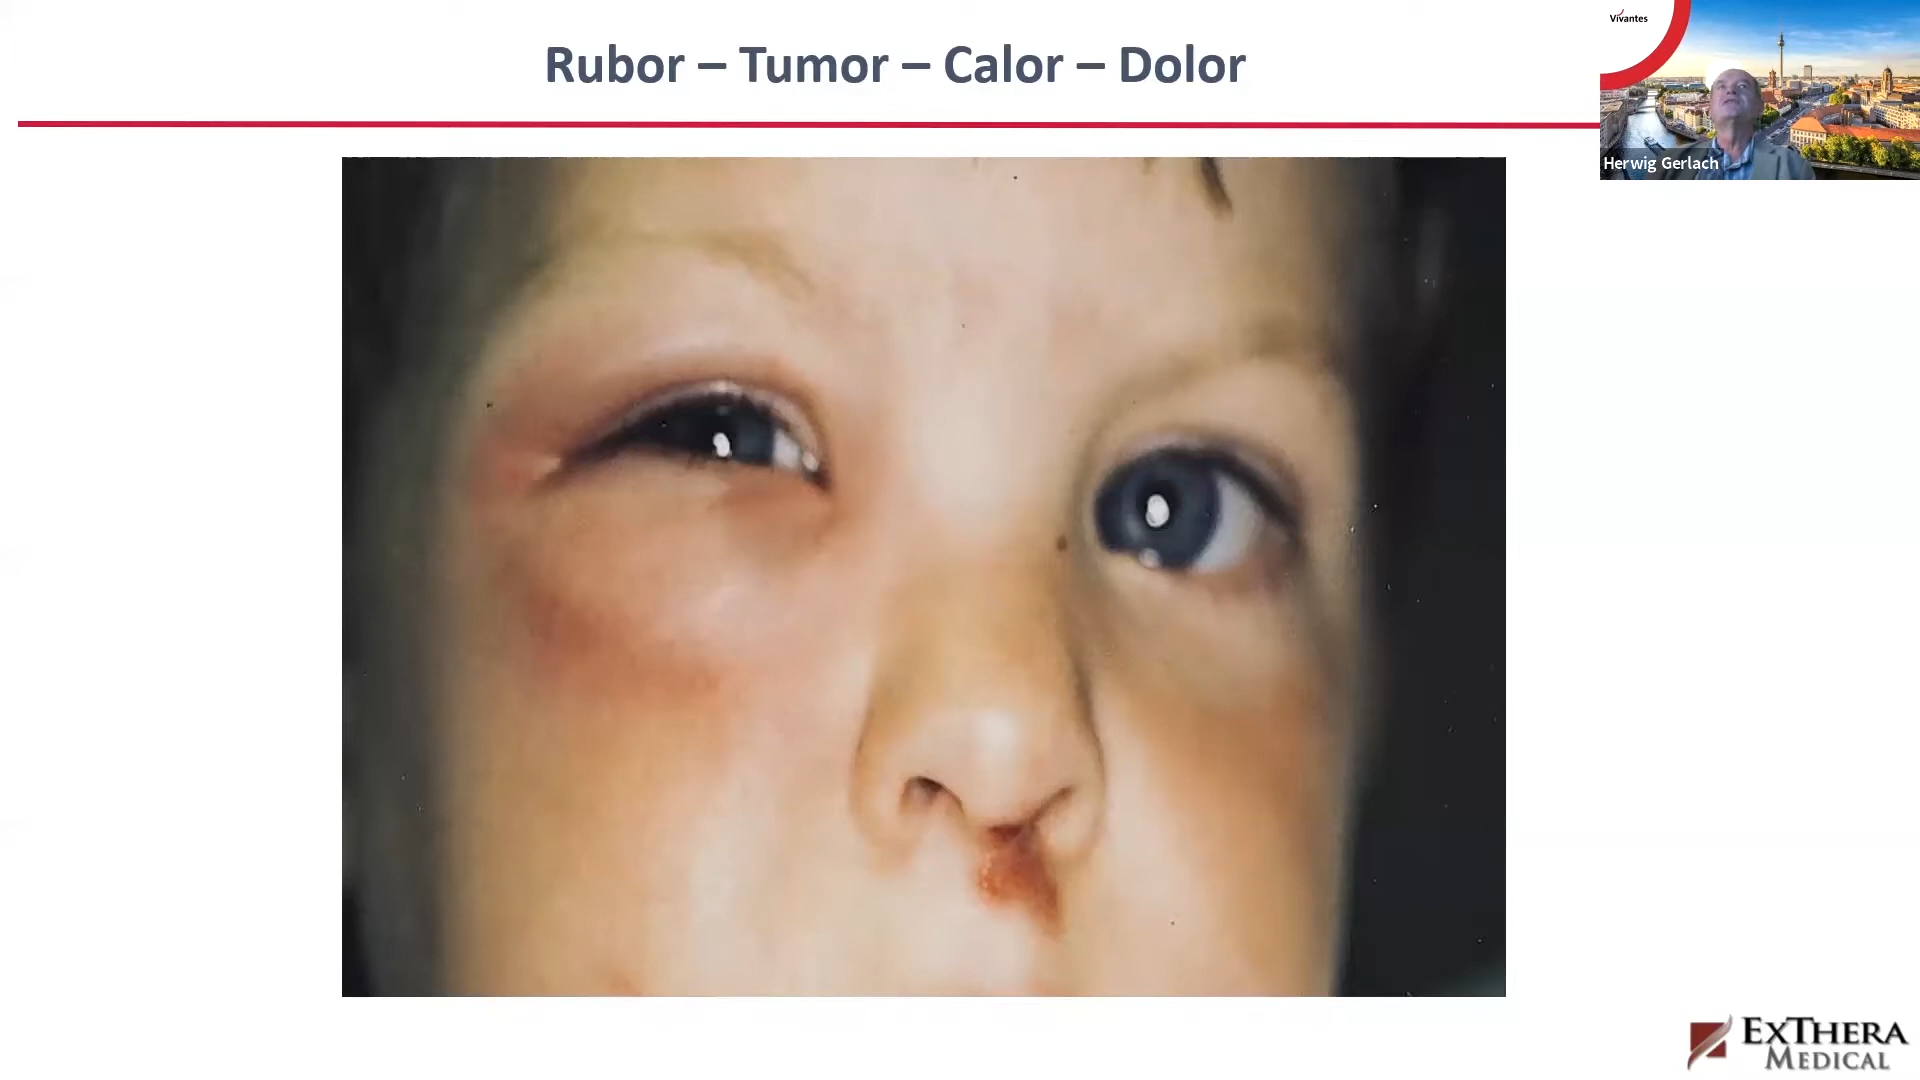 Rubor – Tumor – Calor – Dolor
Vivantes
Herwig Gerlach
EXTHERA
MEDICAL